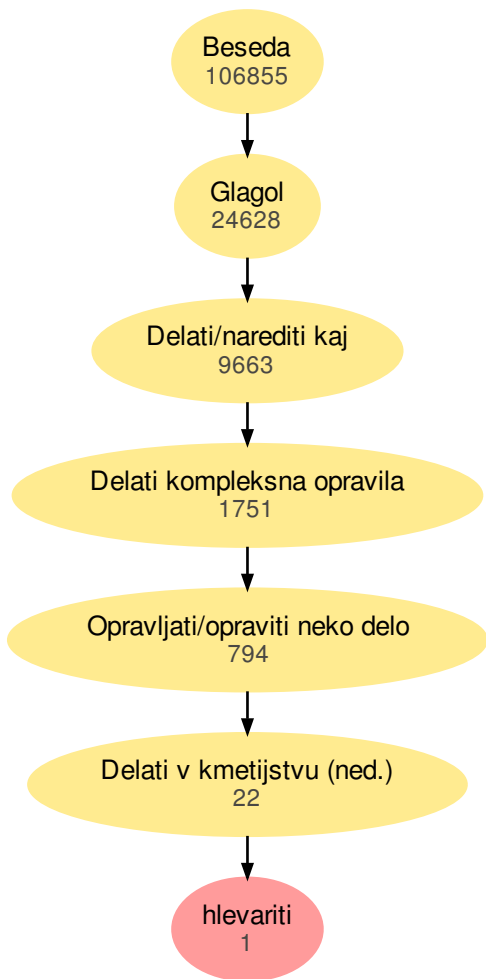 Beseda
106855
Glagol
24628
Delati/narediti kaj
9663
Delati kompleksna opravila
1751
Opravljati/opraviti neko delo
794
Delati v kmetijstvu (ned.)
22
hlevariti
1